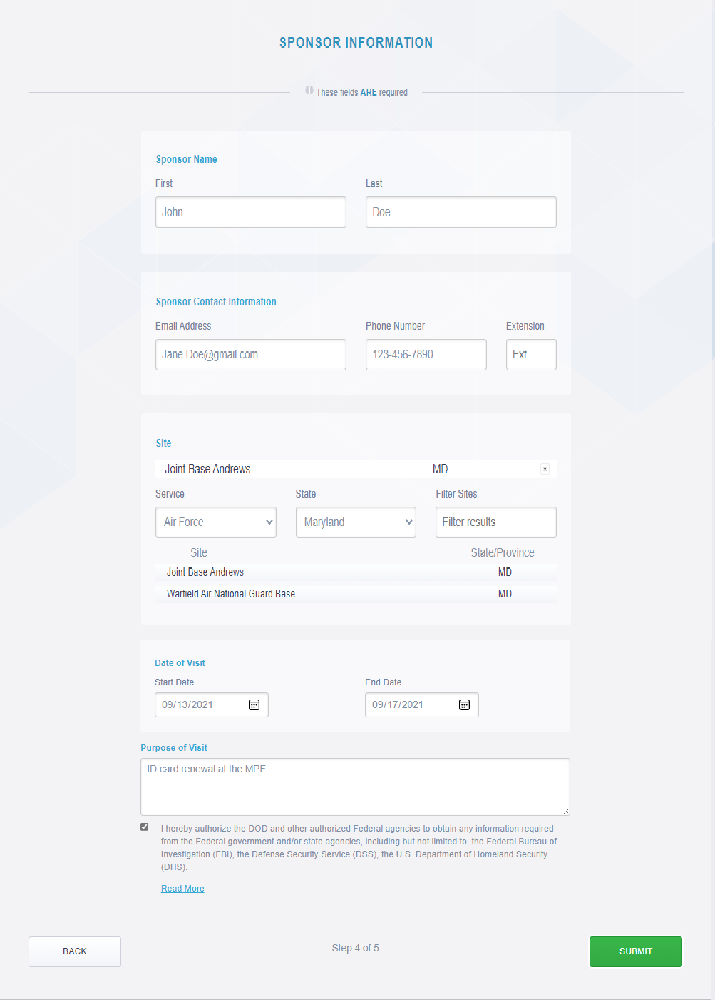 SPONSOR INFORMATION
These fields ARE required
Sponsor Name
First Last
John Doe
Sponsor Contact Information
Email Address Phone Number Extension
Jane.Doe@gmail.com 123-456-7890 Ext
Site
Joint Base Andrews MD x
Service State Filter Sites
Air Force Maryland Filter results
Site State/Province
Joint Base Andrews MD
Warfield Air National Guard Base MD
Date of Visit
Start Date End Date
09/13/2021 09/17/2021
Purpose of Visit
ID card renewal at the MPF.
I hereby authorize the DOD and other authorized Federal agencies to obtain any information required
from the Federal government and/or state agencies, including but not limited to, the Federal Bureau of
Investigation (FBI), the Defense Security Service (DSS), the U.S. Department of Homeland Security
(DHS).
Read More
BACK Step 4 of 5 SUBMIT